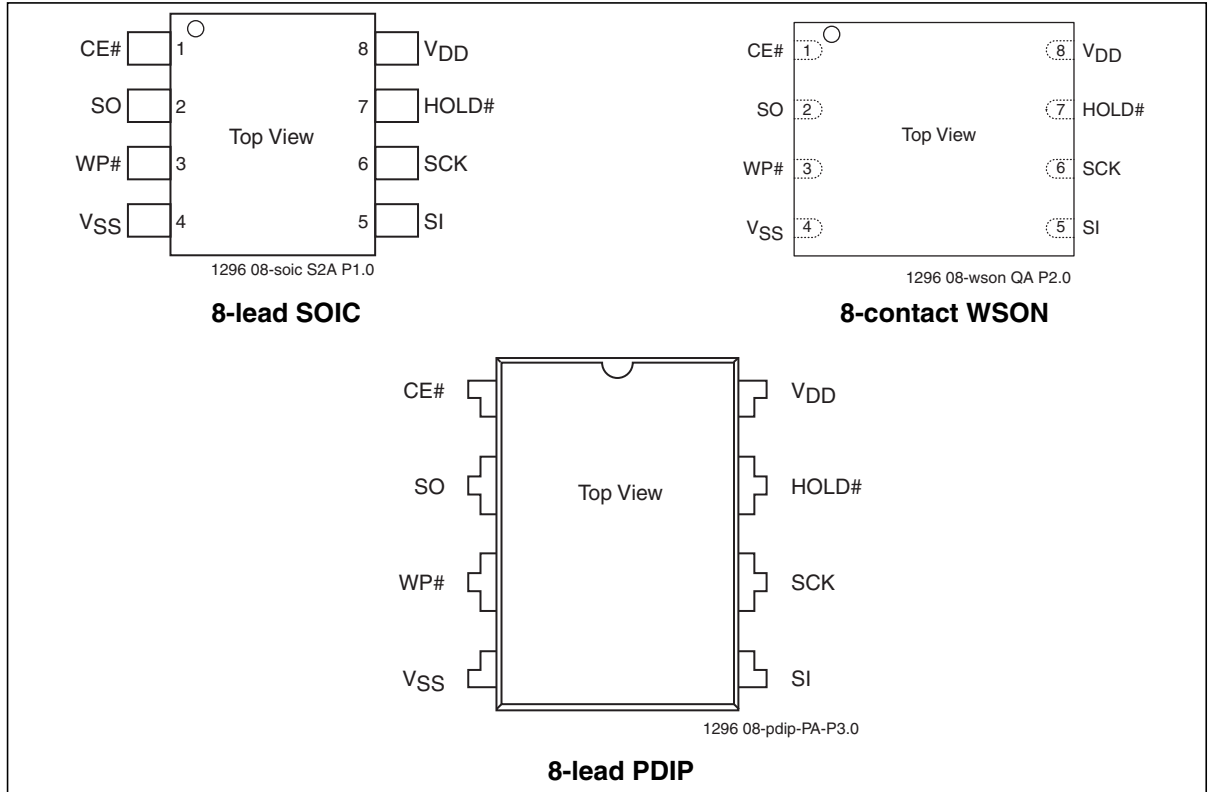 CE# 1 8 VDD
SO 2 7 HOLD#
Top View
WP# 3 6 SCK
VSS 4 5 SI
1296 08-soic S2A P1.0
8-lead SOIC
CE# 1 8 VDD
SO 2 7 HOLD#
Top View
WP# 3 6 SCK
VSS 4 5 SI
1296 08-wson QA P2.0
8-contact WSON
CE# VDD
SO Top View HOLD#
WP# SCK
VSS SI
1296 08-pdip-PA-P3.0
8-lead PDIP